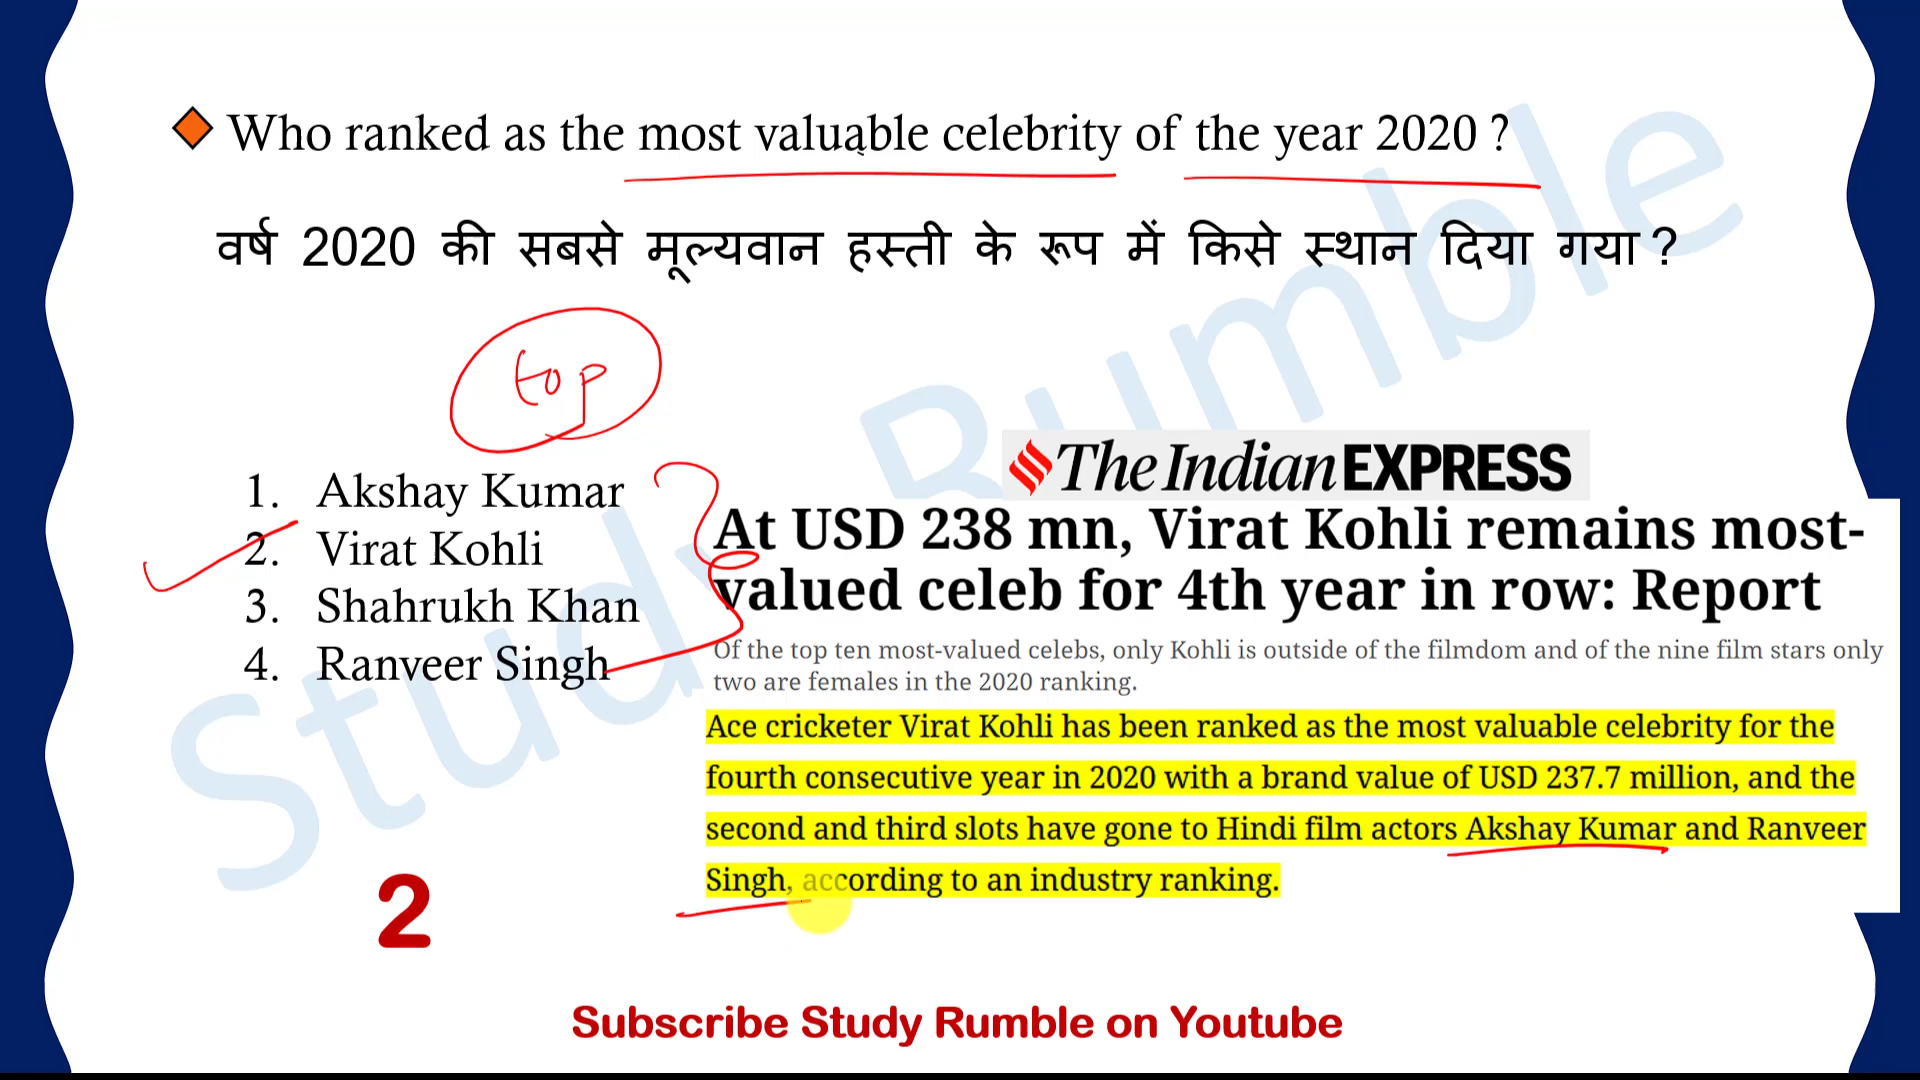 Who ranked as the most valuable celebrity of the year 2020 ?
वर्ष 2020 की सबसे मूल्यवान हस्ती के रूप में किसे स्थान दिया गया ?
top
1. Akshay Kumar
2. Virat Kohli
3. Shahrukh Khan
4. Ranveer Singh
2
The Indian EXPRESS
At USD 238 mn, Virat Kohli remains most-
valued celeb for 4th year in row: Report
Of the top ten most-valued celebs, only Kohli is outside of the filmdom and of the nine film stars only
two are females in the 2020 ranking.
Ace cricketer Virat Kohli has been ranked as the most valuable celebrity for the
fourth consecutive year in 2020 with a brand value of USD 237.7 million, and the
second and third slots have gone to Hindi film actors Akshay Kumar and Ranveer
Singh, according to an industry ranking.
Study Rumble
Subscribe Study Rumble on Youtube